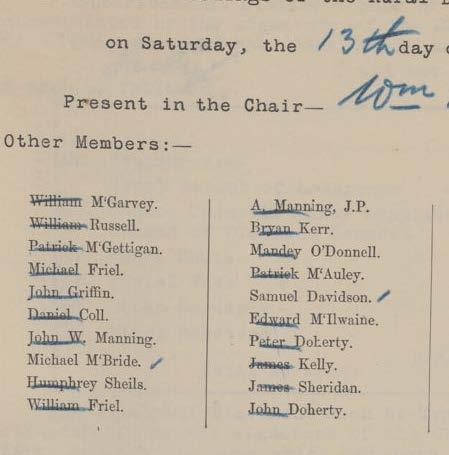 on Saturday, the 13th day
Present in the Chair— Wm
Other Members:—
William M'Garvey.
William Russell.
Patrick M'Gettigan.
Michael Friel.
John Griffin.
Daniel Coll.
John W. Manning.
Michael M'Bride.
Humphrey Sheils.
William Friel.
A. Manning, J.P.
Bryan Kerr.
Mandey O'Donnell.
Patrick M'Auley.
Samuel Davidson.
Edward M'Ilwaine.
Peter Doherty.
James Kelly.
James Sheridan.
John Doherty.